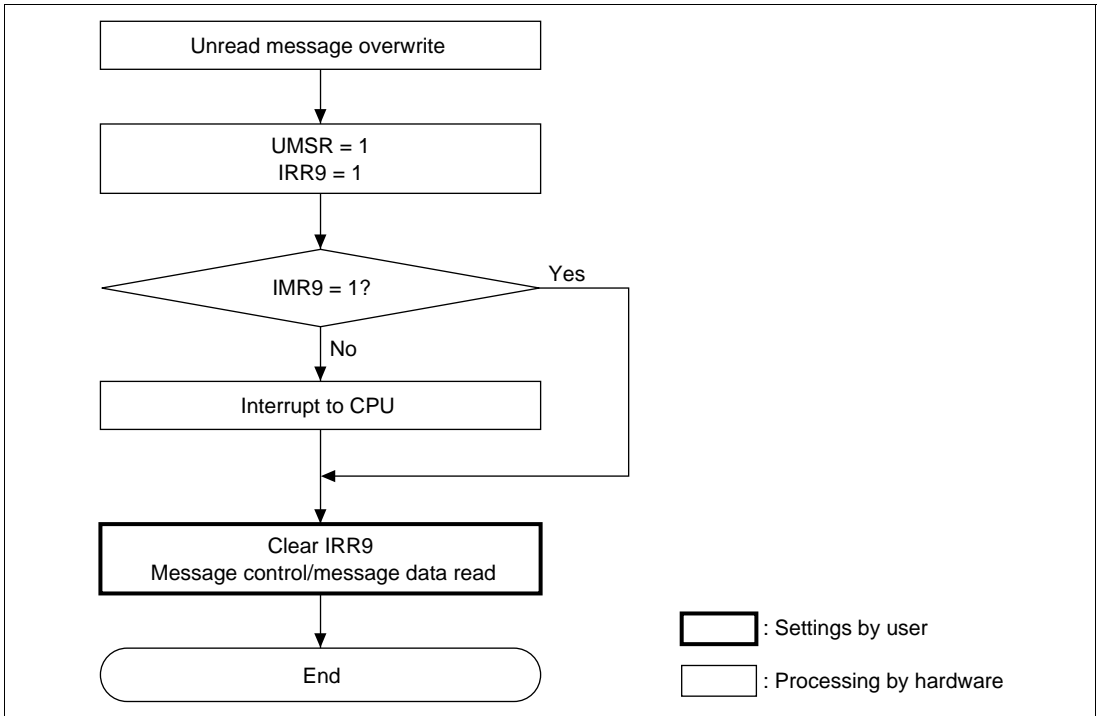 Unread message overwrite
UMSR = 1
IRR9 = 1
IMR9 = 1?
Yes
No
Interrupt to CPU
Clear IRR9
Message control/message data read
End
: Settings by user
: Processing by hardware